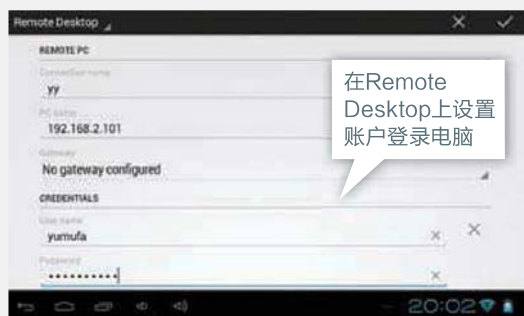 Remote Desktop
REMOTE PC
Connection name
yy
PC name
192.168.2.101
Gateway
No gateway configured
CREDENTIALS
User name
yumufa
Password
••••••••••
在Remote
Desktop上设置
账户登录电脑
20:02